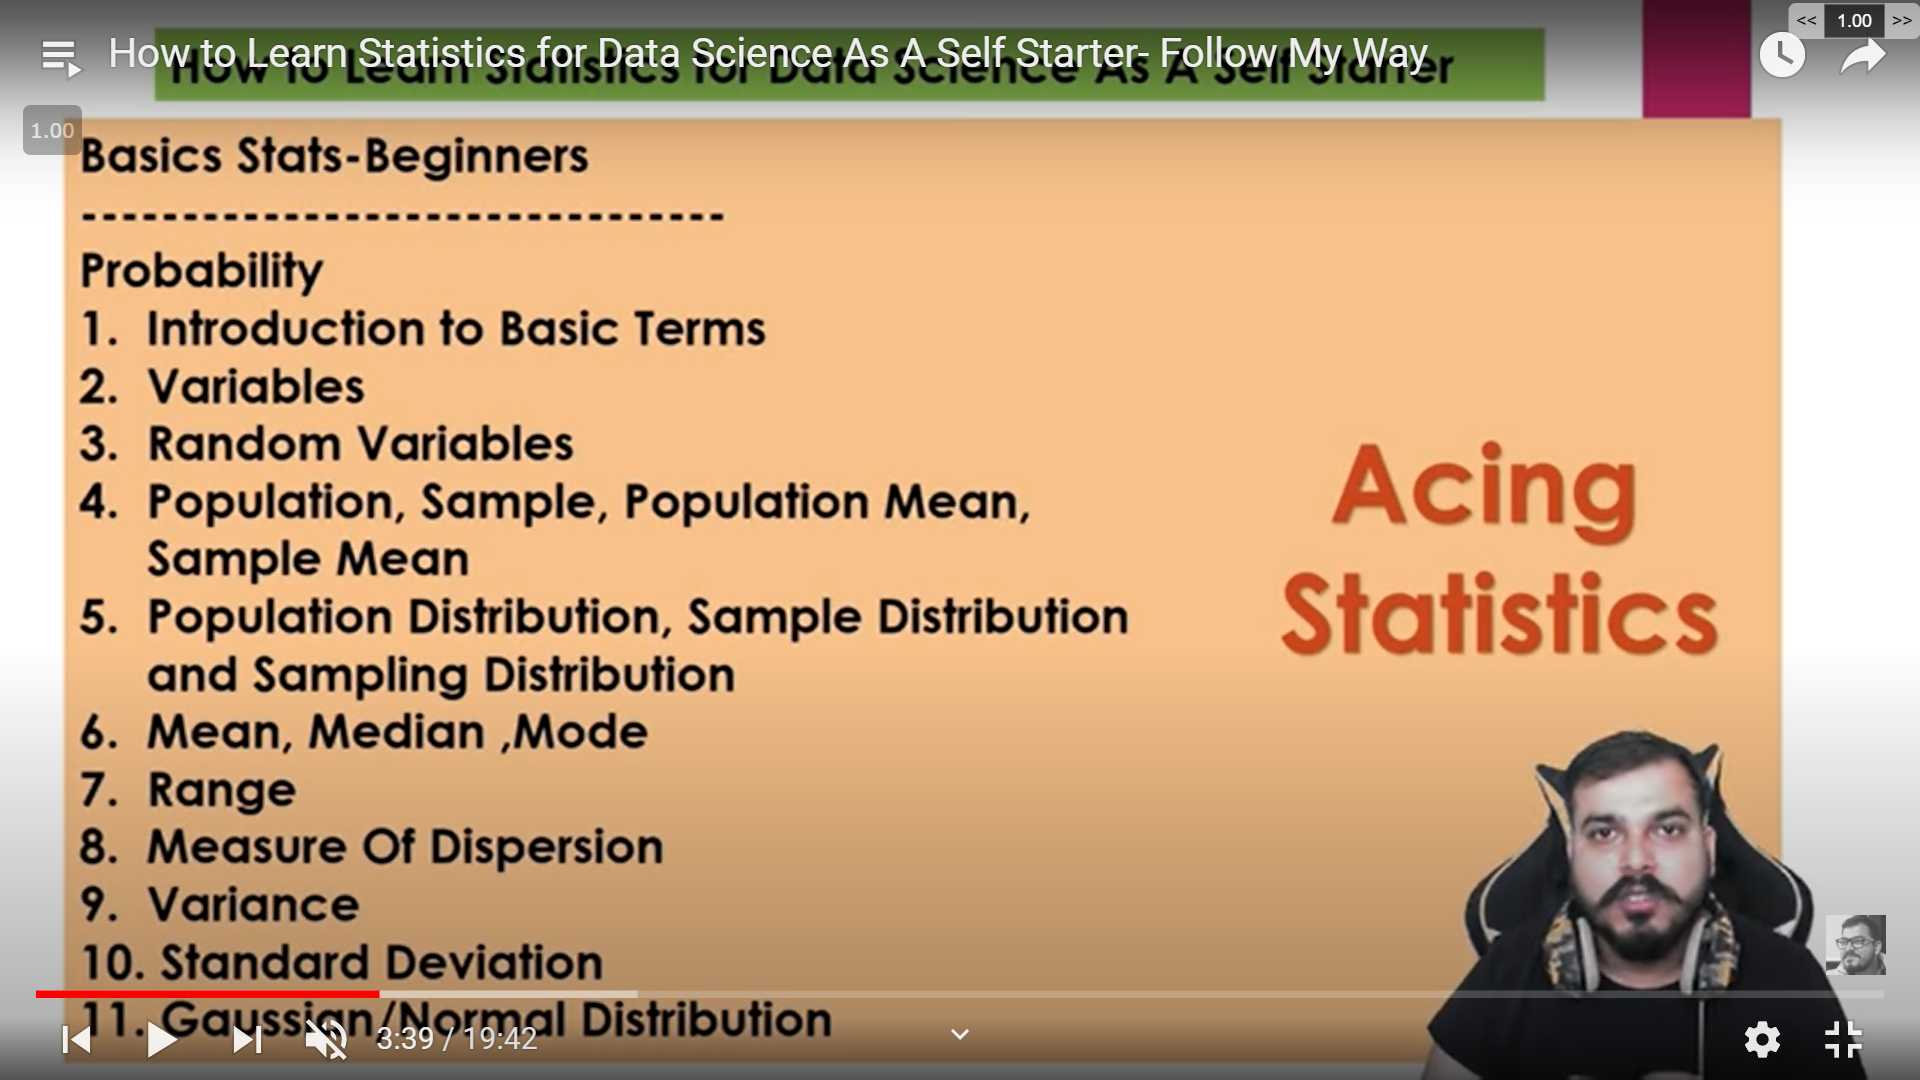 << 1.00 >>
How to Learn Statistics for Data Science As A Self Starter- Follow My Way
How to Learn Statistics for Data Science As A Self Starter
1.00
Basics Stats-Beginners
--------------------------------
Probability
1. Introduction to Basic Terms
2. Variables
3. Random Variables
4. Population, Sample, Population Mean,
Sample Mean
5. Population Distribution, Sample Distribution
and Sampling Distribution
6. Mean, Median ,Mode
7. Range
8. Measure Of Dispersion
9. Variance
10. Standard Deviation
11. Gaussian/Normal Distribution
Acing
Statistics
3:39 / 19:42